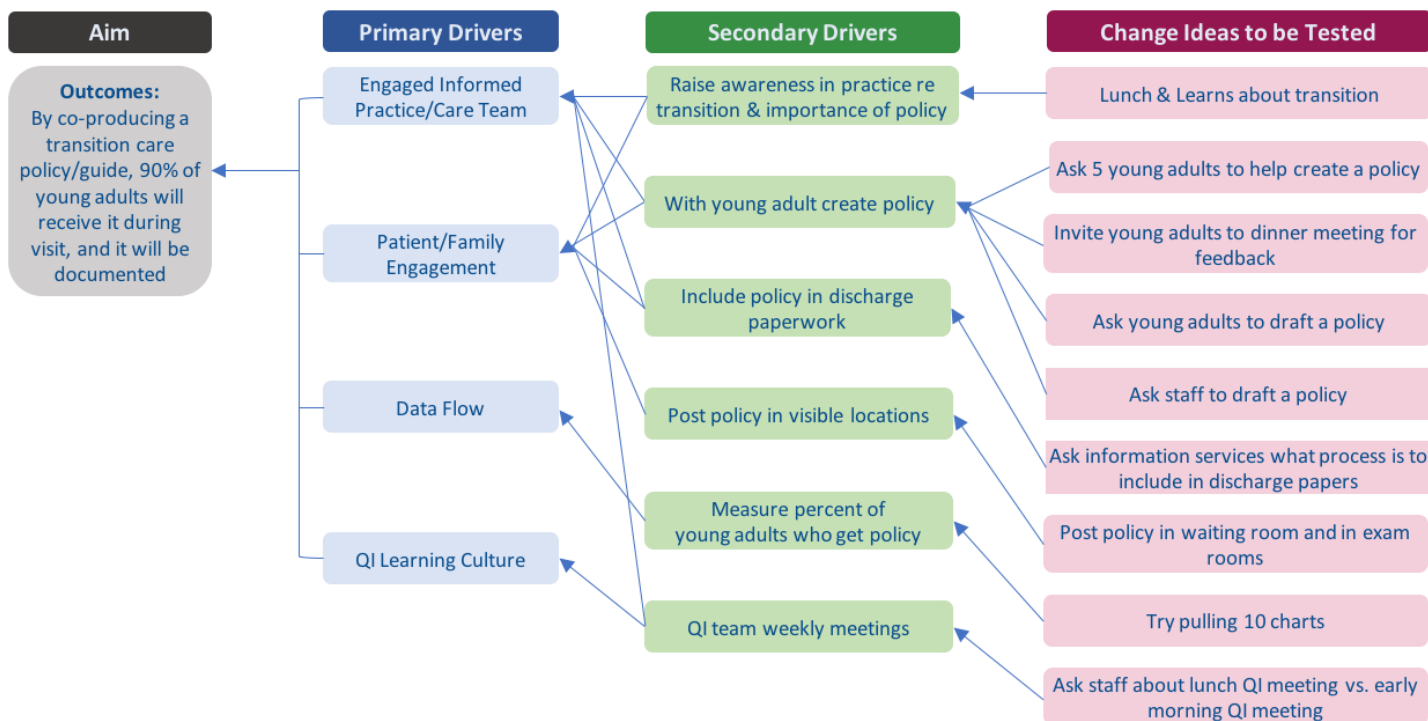 Aim
Primary Drivers
Secondary Drivers
Change Ideas to be Tested
Outcomes:
By co-producing a
transition care
policy/guide, 90% of
young adults will
receive it during
visit, and it will be
documented
Engaged Informed
Practice/Care Team
Patient/Family
Engagement
Data Flow
QI Learning Culture
Raise awareness in practice re
transition & importance of policy
With young adult create policy
Include policy in discharge
paperwork
Post policy in visible locations
Measure percent of
young adults who get policy
QI team weekly meetings
Lunch & Learns about transition
Ask 5 young adults to help create a policy
Invite young adults to dinner meeting for
feedback
Ask young adults to draft a policy
Ask staff to draft a policy
Ask information services what process is to
include in discharge papers
Post policy in waiting room and in exam
rooms
Try pulling 10 charts
Ask staff about lunch QI meeting vs. early
morning QI meeting